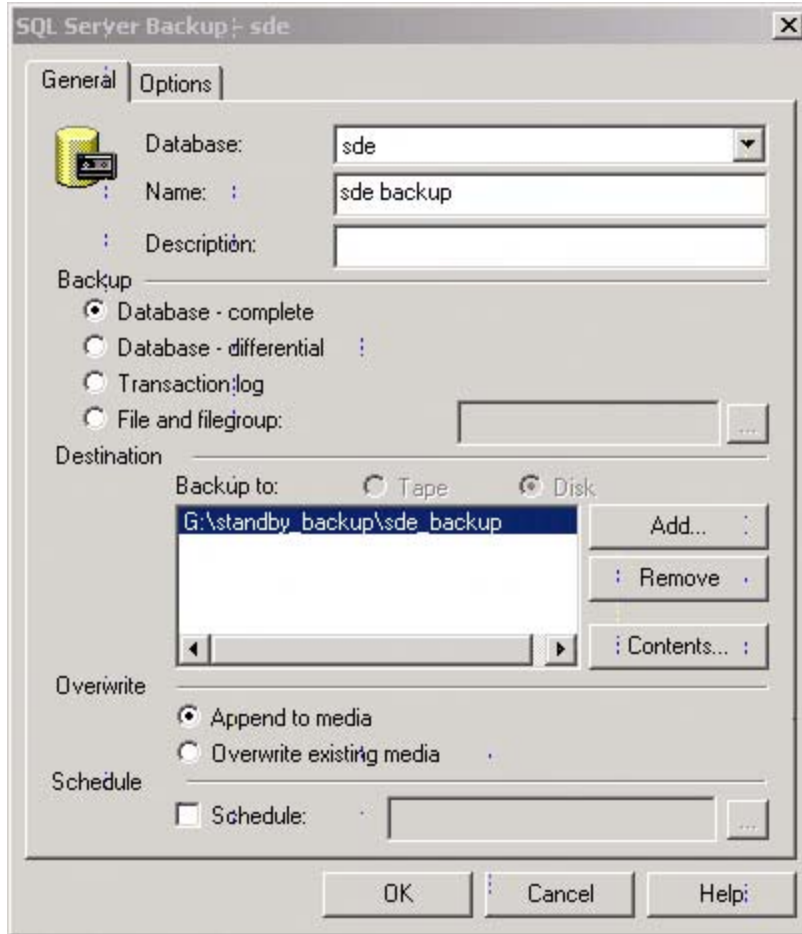 SQL Server Backup - sde
General Options
Database: sde
Name: sde backup
Description:
Backup
Database - complete
Database - differential
Transaction log
File and filegroup: ...
Destination
Backup to: Tape Disk
G:\standby_backup\sde_backup
Add...
Remove
Contents...
Overwrite
Append to media
Overwrite existing media
Schedule
Schedule: ...
OK Cancel Help